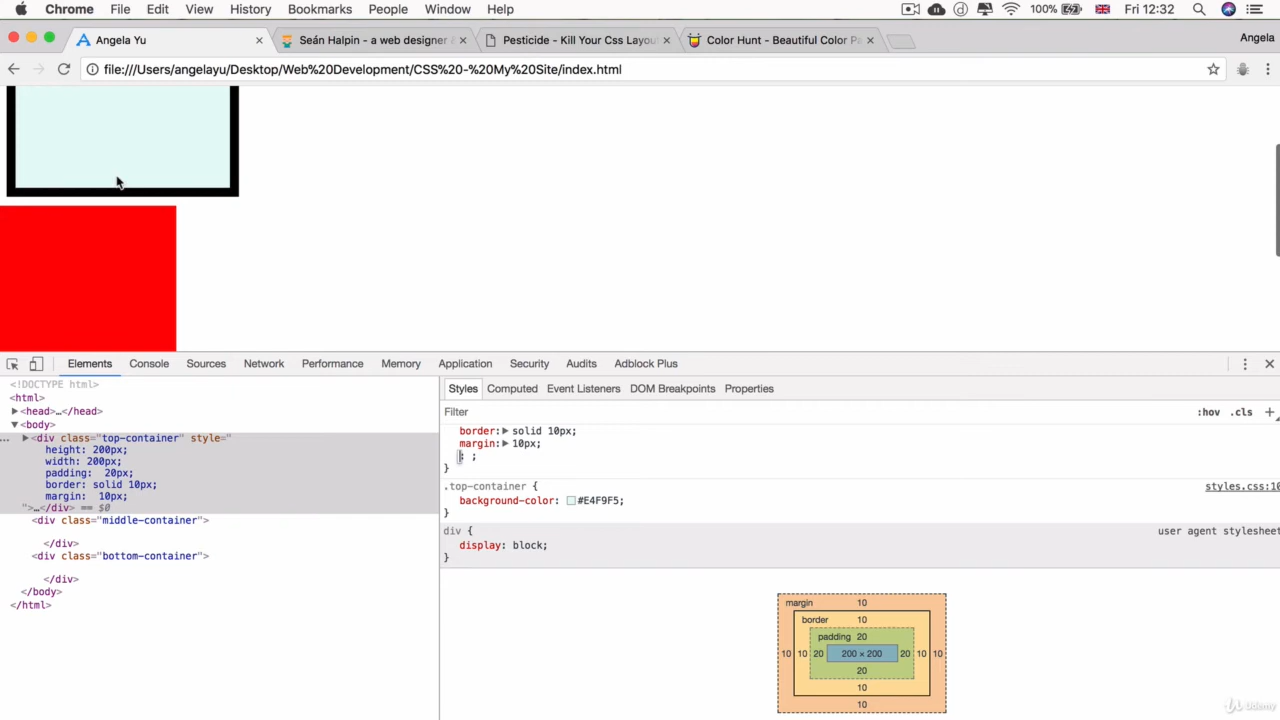 Chrome File Edit View History Bookmarks People Window Help 100% Fri 12:32
Angela Yu Seán Halpin - a web designer Pesticide - Kill Your Css Layou Color Hunt - Beautiful Color Pa Angela
file:///Users/angelayu/Desktop/Web%20Development/CSS%20-%20My%20Site/index.html
Elements Console Sources Network Performance Memory Application Security Audits Adblock Plus
<!DOCTYPE html>
<html>
<head>…</head>
<body>
… <div class="top-container" style="
height: 200px;
width: 200px;
padding: 20px;
border: solid 10px;
margin: 10px;
">…</div> == $0
<div class="middle-container">
</div>
<div class="bottom-container">
</div>
</body>
</html>
Styles Computed Event Listeners DOM Breakpoints Properties
Filter :hov .cls +
border: solid 10px;
margin: 10px;
: ;
}
.top-container { styles.css:10
background-color: #E4F9F5;
}
div { user agent stylesheet
display: block;
}
margin 10
border 10
padding 20
10 10 20 200 × 200 20 10 10
20
10
10
Udemy